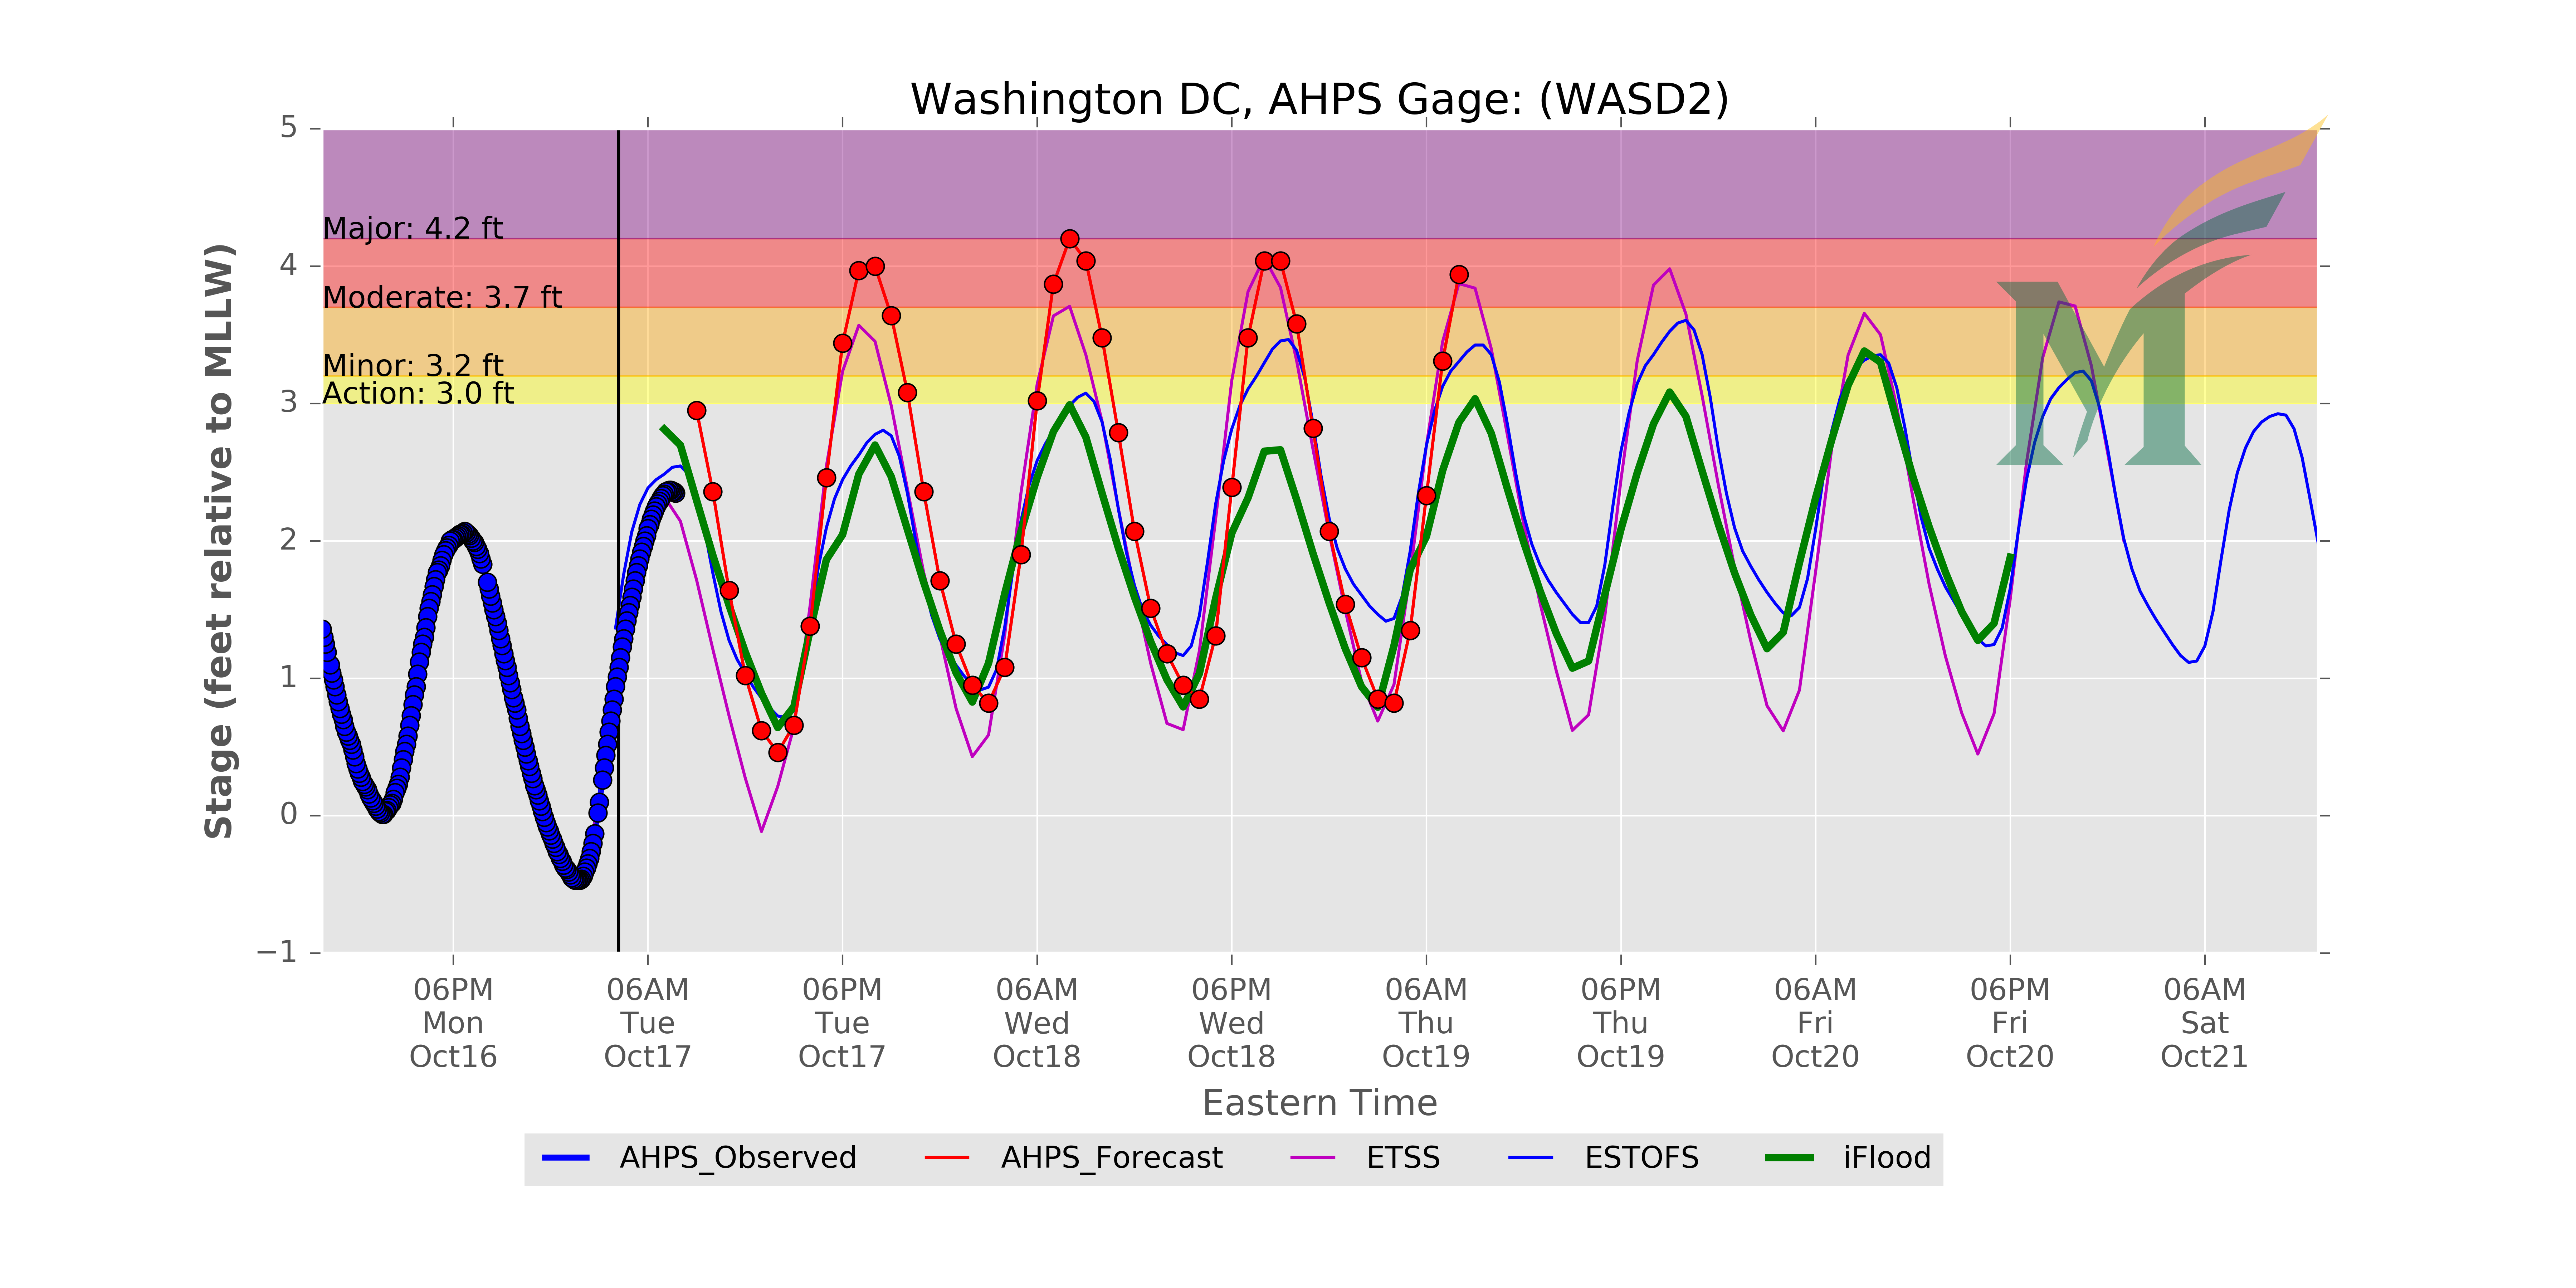 Washington DC, AHPS Gage: (WASD2)
5
4
3
2
1
0
−1
Stage (feet relative to MLLW)
Major: 4.2 ft
Moderate: 3.7 ft
Minor: 3.2 ft
Action: 3.0 ft
M
06PM
Mon
Oct16
06AM
Tue
Oct17
06PM
Tue
Oct17
06AM
Wed
Oct18
06PM
Wed
Oct18
06AM
Thu
Oct19
06PM
Thu
Oct19
06AM
Fri
Oct20
06PM
Fri
Oct20
06AM
Sat
Oct21
Eastern Time
AHPS_Observed AHPS_Forecast ETSS ESTOFS iFlood